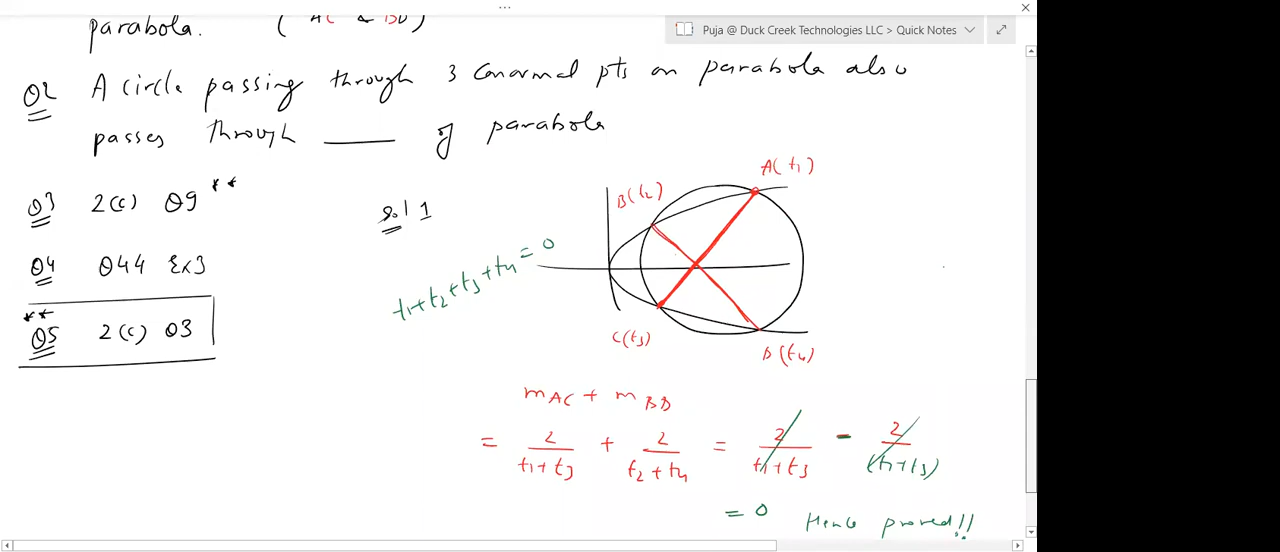 parabola. ( AC & BD )
Puja @ Duck Creek Technologies LLC > Quick Notes
Q2 A circle passing through 3 conormal pts on parabola also
passes through ____ of parabola
Q3 2(c) Q9 **
Q4 Q44 Ex3
**
Q5 2(c) Q3
Sol 1
t1+t2+t3+t4=0
A(t1)
B(t2)
C(t3)
D(t4)
mAC + mBD
= 2/(t1+t3) + 2/(t2+t4) = 2/(t1+t3) - 2/(t1+t3)
= 0 Hence proved!!